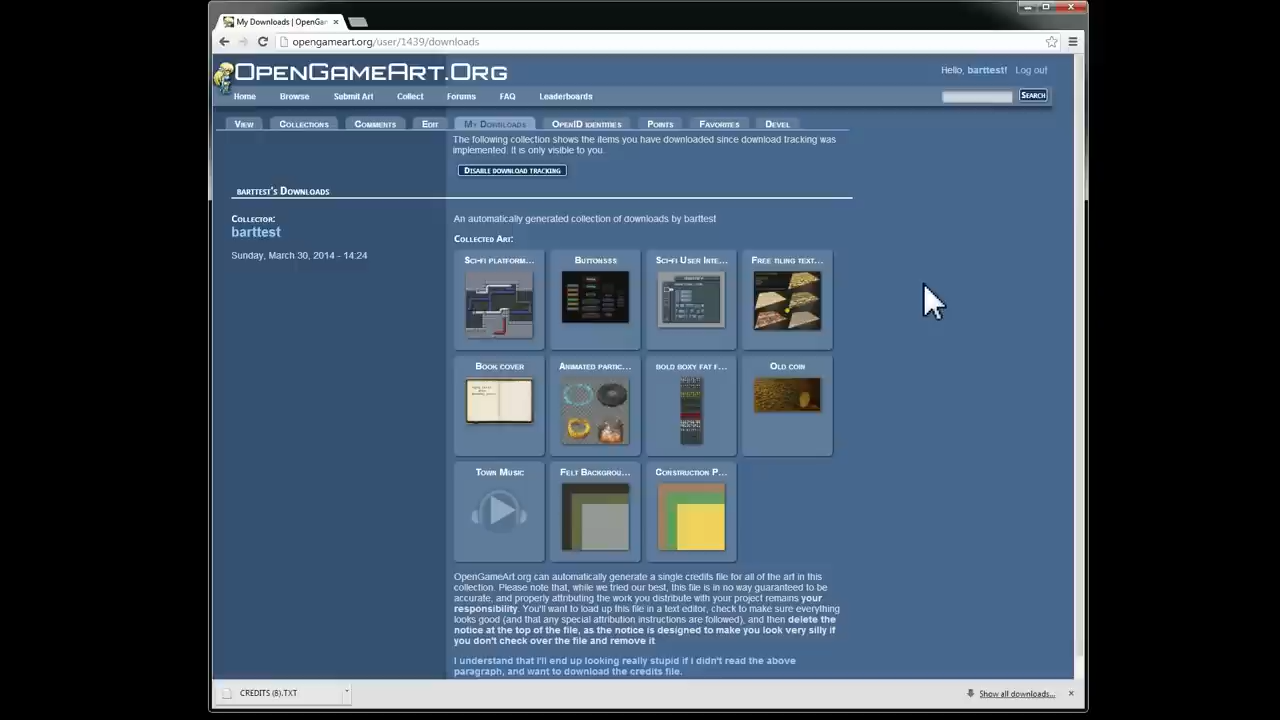 My Downloads | OpenGa
opengameart.org/user/1439/downloads
OpenGameArt.Org
Hello, barttest! Log out
Home Browse Submit Art Collect Forums FAQ Leaderboards
Search
View Collections Comments Edit My Downloads OpenID identities Points Favorites Devel
The following collection shows the items you have downloaded since download tracking was
implemented. It is only visible to you.
Disable download tracking
barttest's Downloads
Collector:
barttest
Sunday, March 30, 2014 - 14:24
An automatically generated collection of downloads by barttest
Collected Art:
Sci-fi platform... Buttonsss Sci-fi User Inte... Free tiling text...
Book cover Animated partic... bold boxy fat f... Old coin
Town Music Felt Backgrou... Construction P...
OpenGameArt.org can automatically generate a single credits file for all of the art in this
collection. Please note that, while we tried our best, this file is in no way guaranteed to be
accurate, and properly attributing the work you distribute with your project remains your
responsibility. You'll want to load up this file in a text editor, check to make sure everything
looks good (and that any special attribution instructions are followed), and then delete the
notice at the top of the file, as the notice is designed to make you look very silly if
you don't check over the file and remove it
I understand that I'll end up looking really stupid if i didn't read the above
paragraph, and want to download the credits file.
CREDITS (8).TXT
Show all downloads...